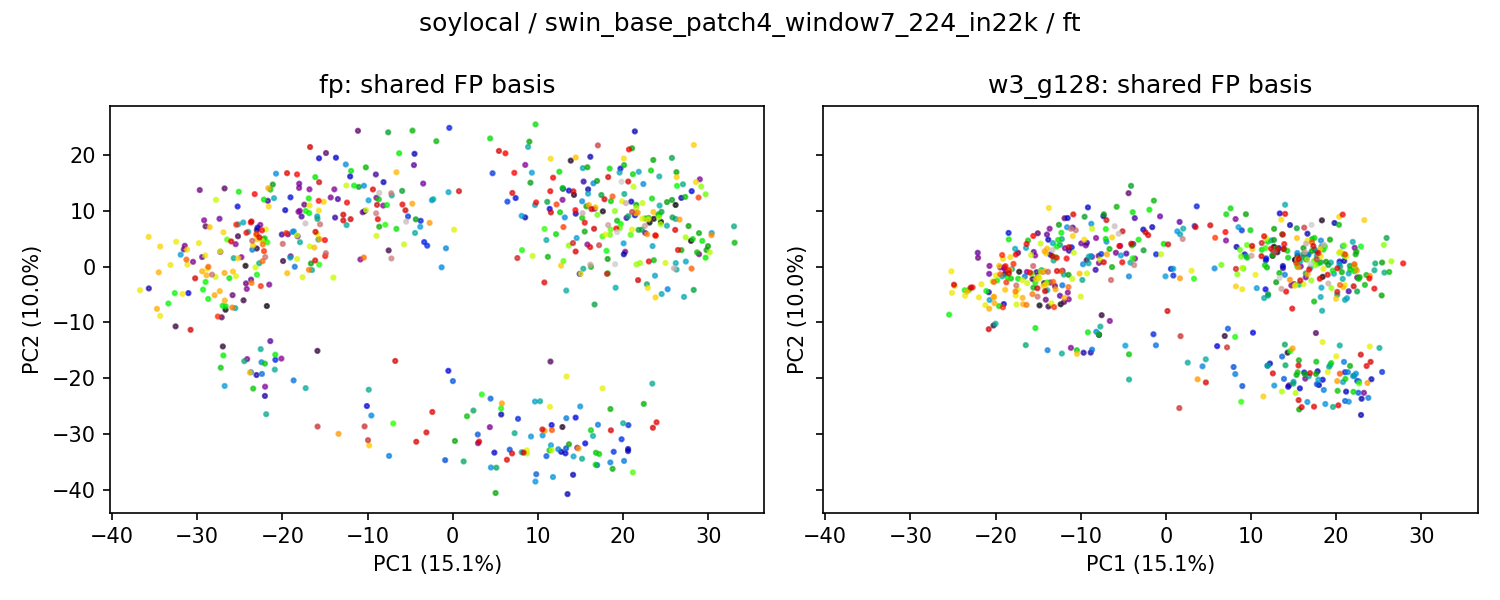 soylocal / swin_base_patch4_window7_224_in22k / ft
fp: shared FP basis
w3_g128: shared FP basis
PC2 (10.0%)
20
10
0
−10
−20
−30
−40
−40 −30 −20 −10 0 10 20 30
PC1 (15.1%)
PC2 (10.0%)
−40 −30 −20 −10 0 10 20 30
PC1 (15.1%)